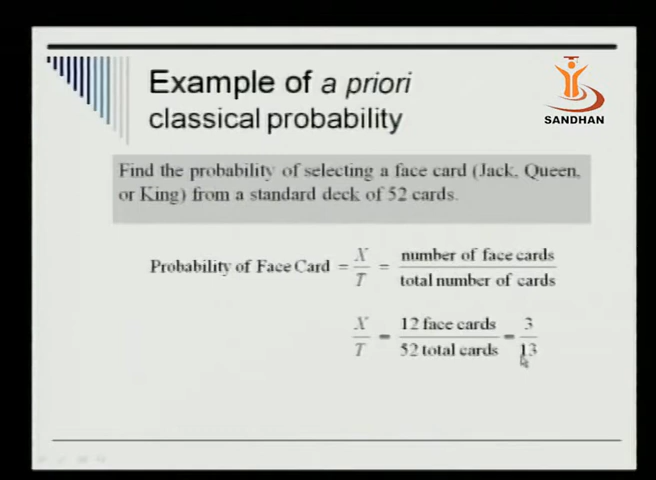 Example of a priori
classical probability
SANDHAN
Find the probability of selecting a face card (Jack, Queen,
or King) from a standard deck of 52 cards.
Probability of Face Card = X/T = number of face cards / total number of cards
X/T = 12 face cards / 52 total cards = 3/13